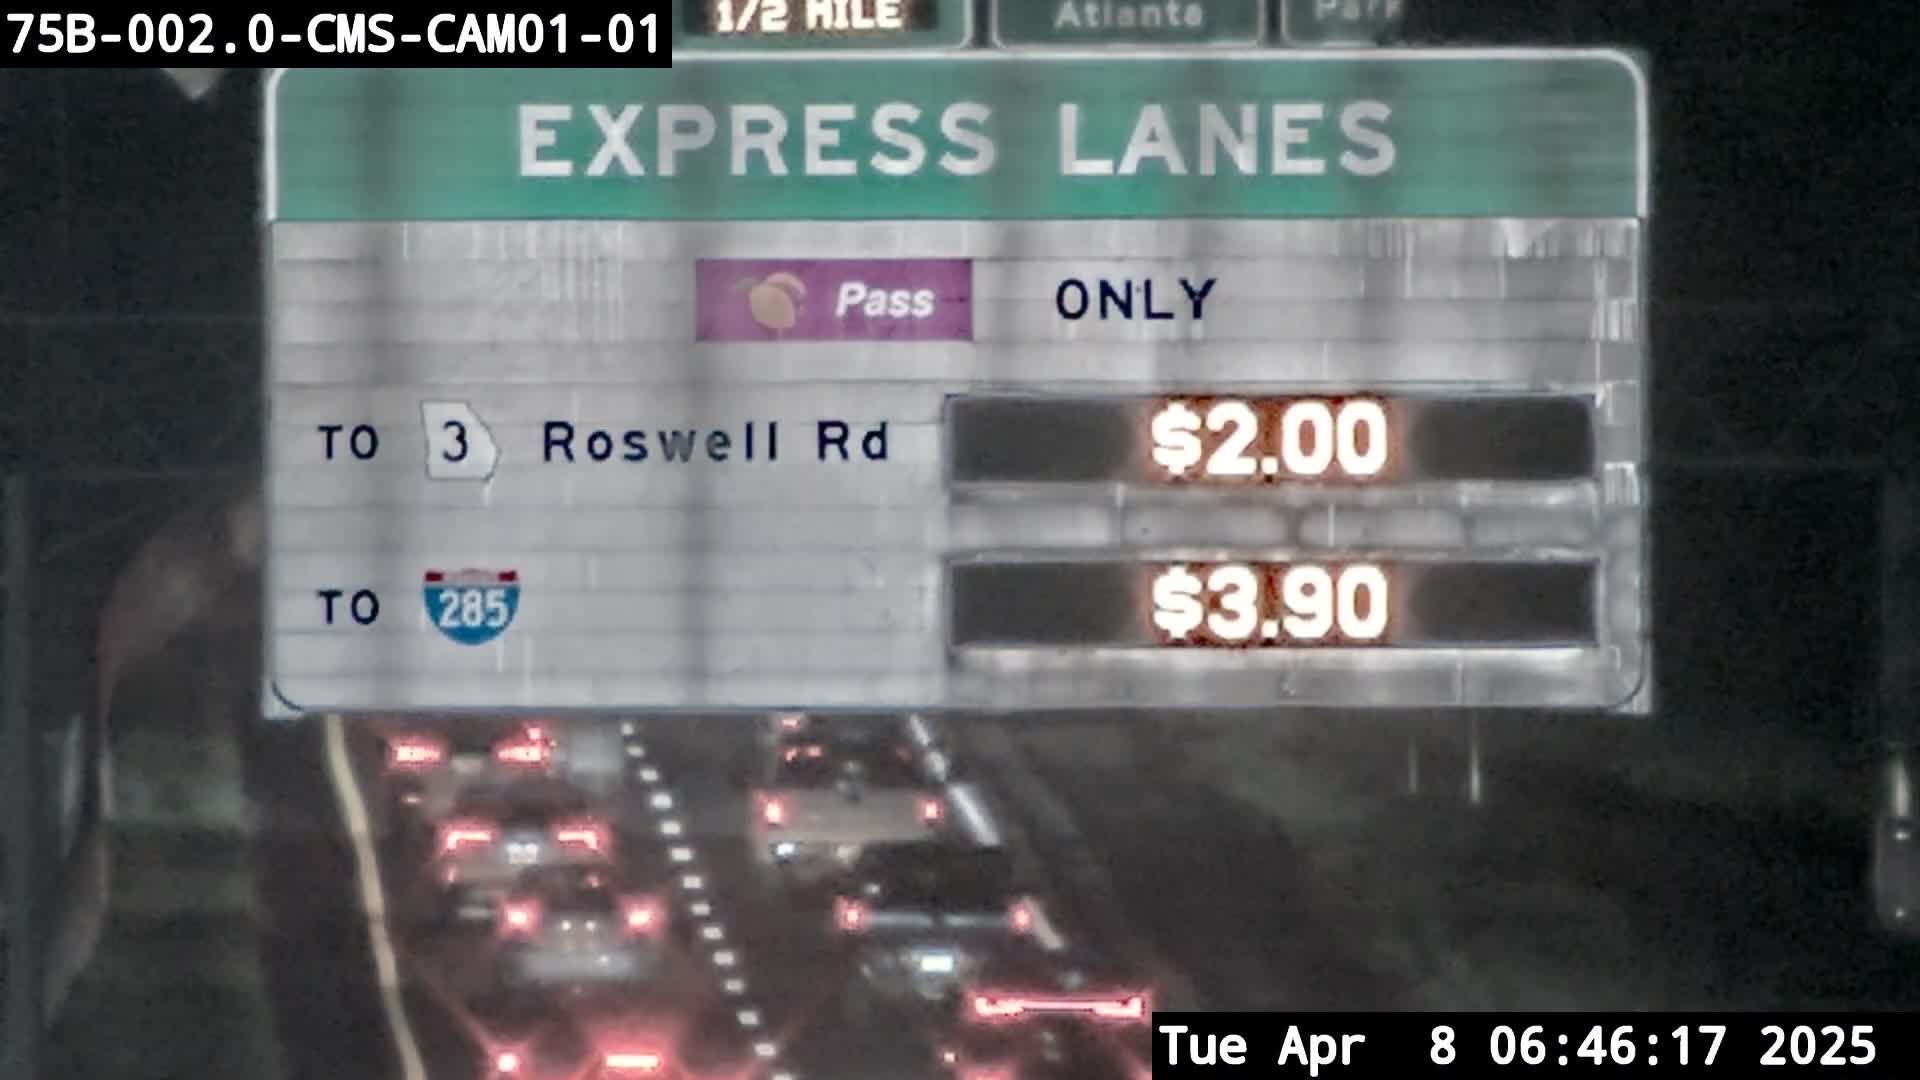 75B-002.0-CMS-CAM01-01
1/2 MILE
Atlanta
Park
EXPRESS LANES
Pass ONLY
TO 3 Roswell Rd $2.00
TO 285 $3.90
Tue Apr 8 06:46:17 2025